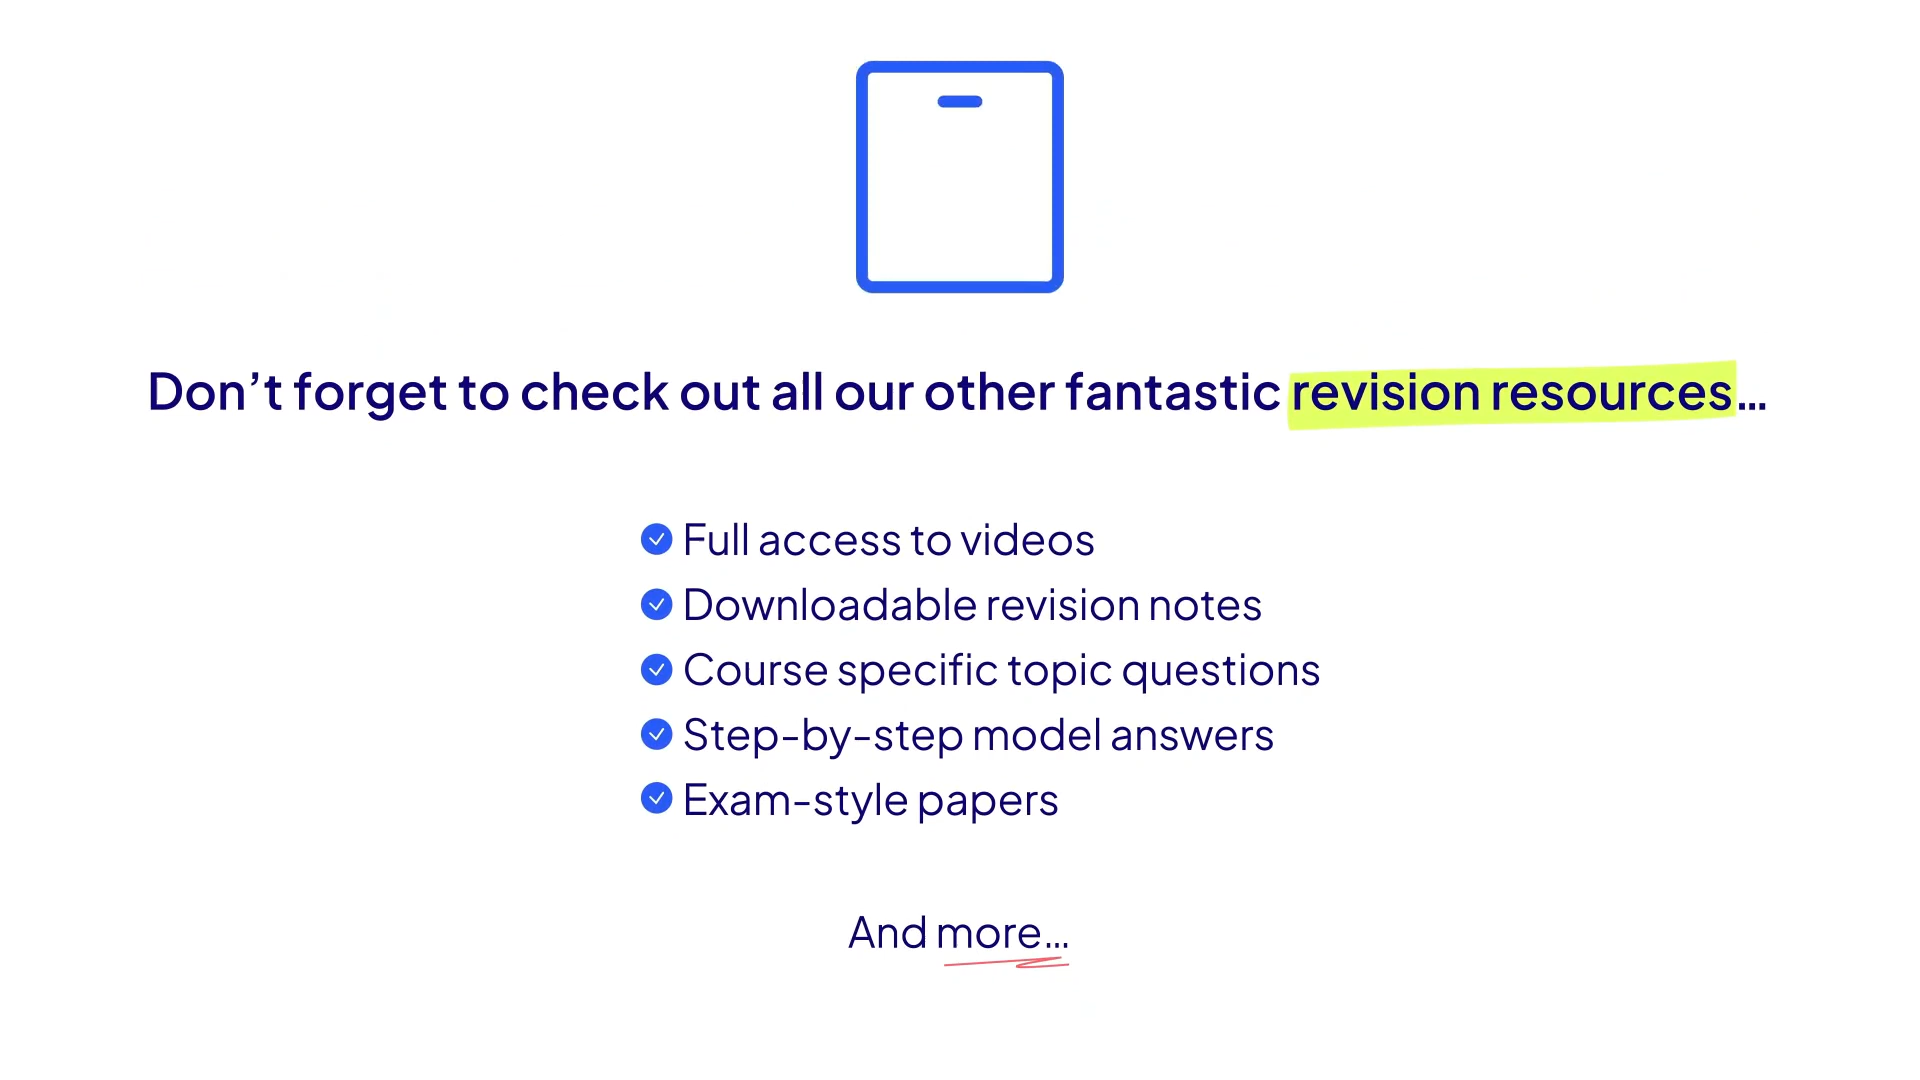 Don’t forget to check out all our other fantastic revision resources...
Full access to videos
Downloadable revision notes
Course specific topic questions
Step-by-step model answers
Exam-style papers
And more...